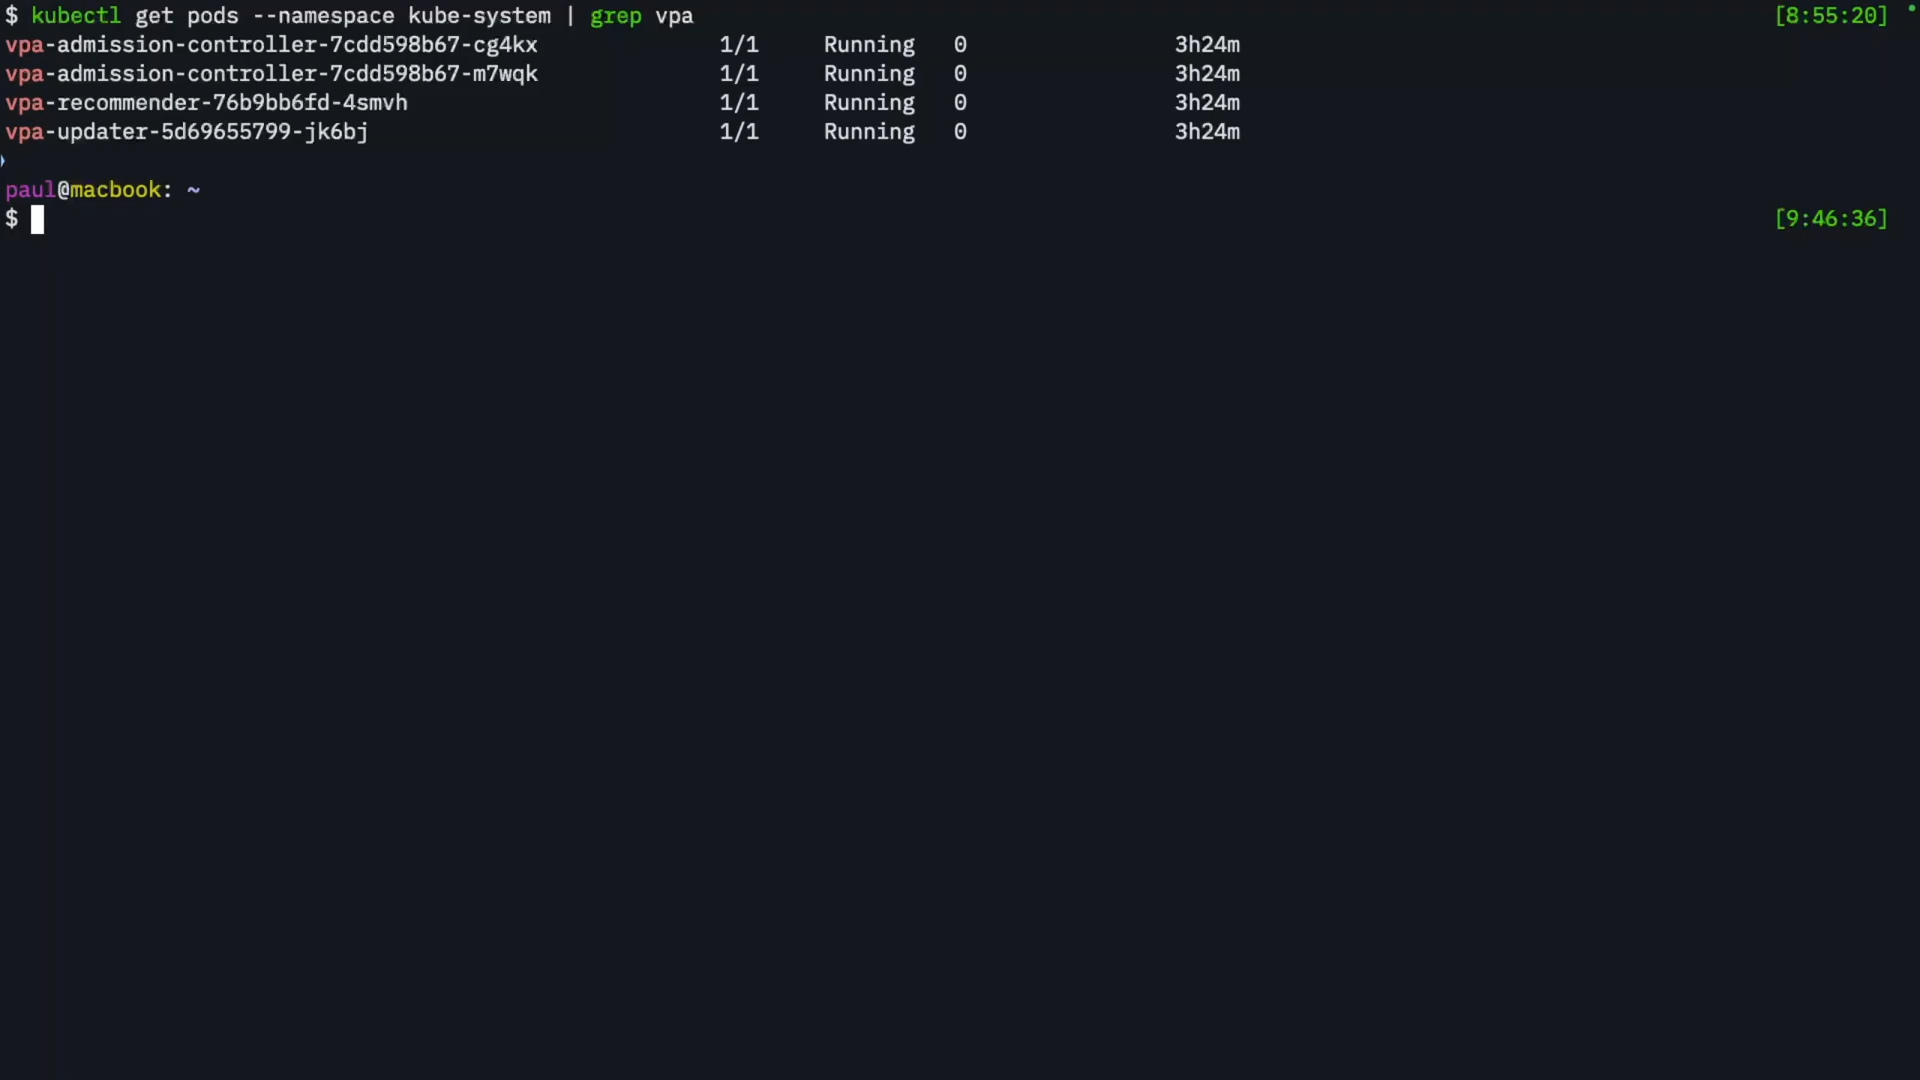 $ kubectl get pods --namespace kube-system | grep vpa [8:55:20]
vpa-admission-controller-7cdd598b67-cg4kx 1/1 Running 0 3h24m
vpa-admission-controller-7cdd598b67-m7wqk 1/1 Running 0 3h24m
vpa-recommender-76b9bb6fd-4smvh 1/1 Running 0 3h24m
vpa-updater-5d69655799-jk6bj 1/1 Running 0 3h24m
paul@macbook: ~
$ [9:46:36]